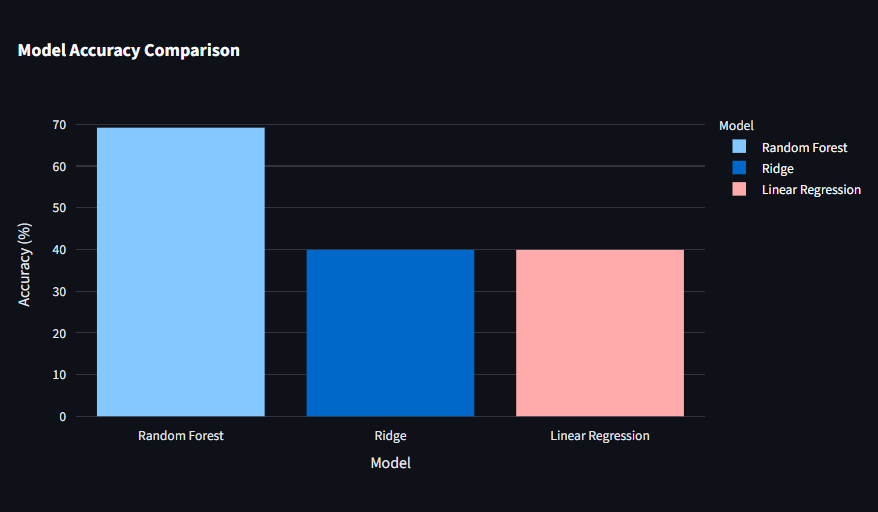 Model Accuracy Comparison
Accuracy (%)
70
60
50
40
30
20
10
0
Random Forest
Ridge
Linear Regression
Model
Model
Random Forest
Ridge
Linear Regression